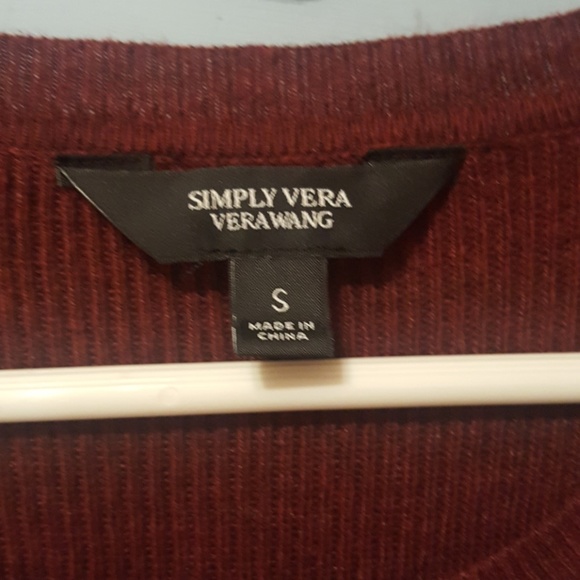 SIMPLY VERA
VERAWANG
S
MADE IN
CHINA